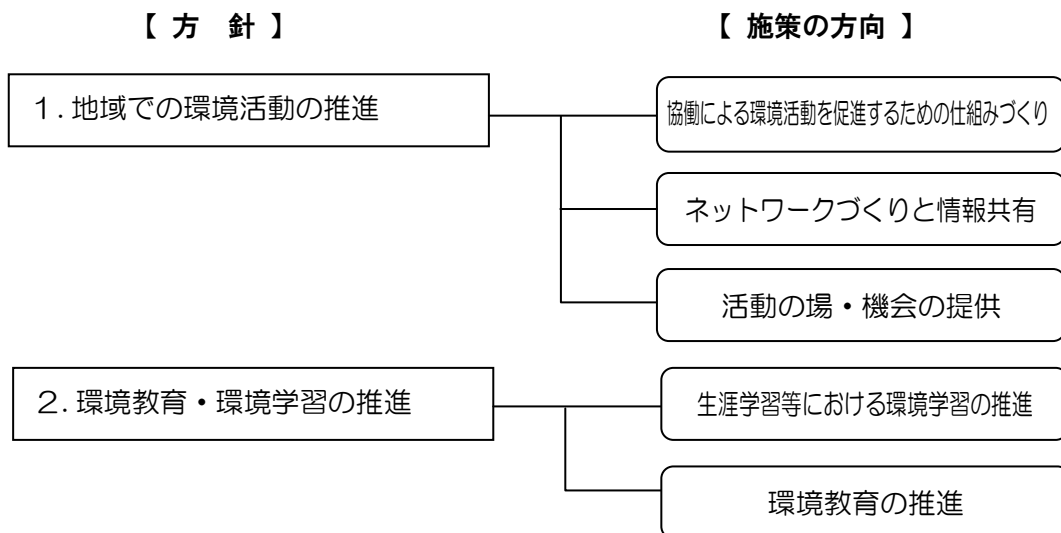 【 方　針 】
【 施策の方向 】
１.地域での環境活動の推進
協働による環境活動を促進するための仕組みづくり
ネットワークづくりと情報共有
活動の場・機会の提供
２.環境教育・環境学習の推進
生涯学習等における環境学習の推進
環境教育の推進